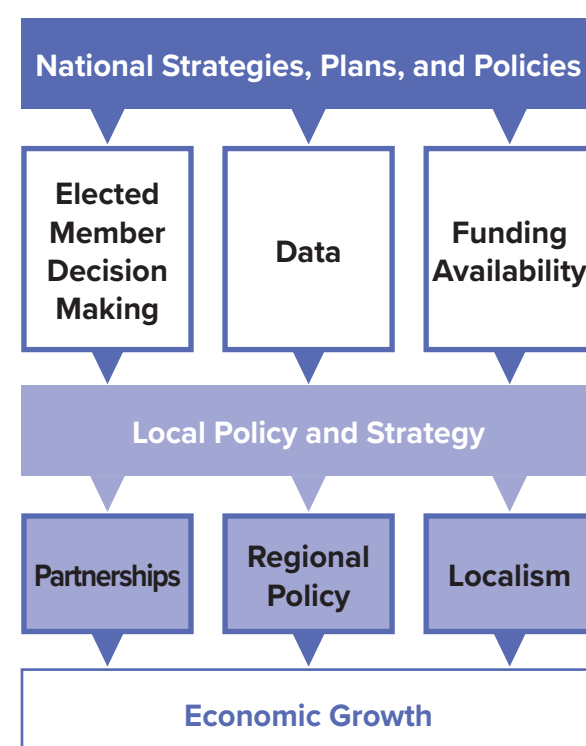 National Strategies, Plans, and Policies
Elected
Member
Decision
Making
Data
Funding
Availability
Local Policy and Strategy
Partnerships
Regional
Policy
Localism
Economic Growth